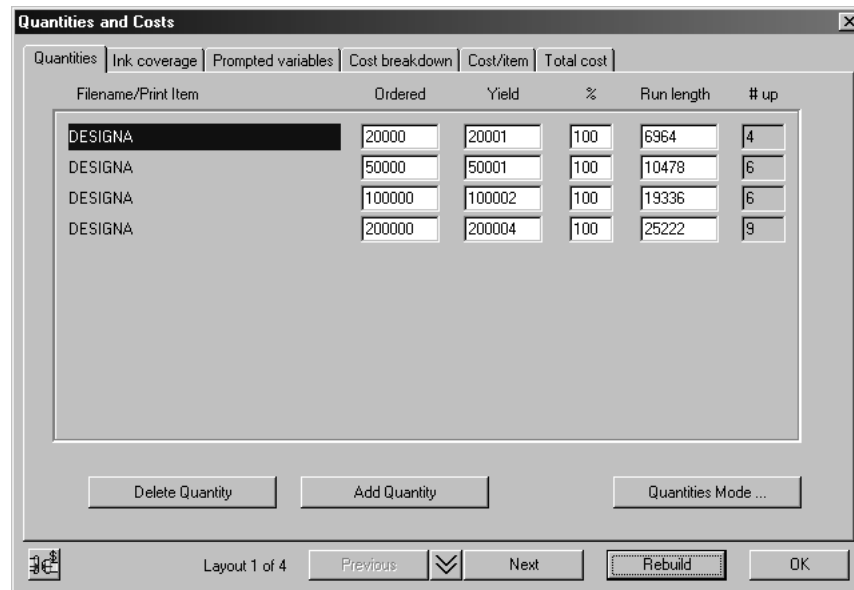 Quantities and Costs
Quantities Ink coverage Prompted variables Cost breakdown Cost/item Total cost
Filename/Print Item Ordered Yield % Run length # up
DESIGNA 20000 20001 100 6964 4
DESIGNA 50000 50001 100 10478 6
DESIGNA 100000 100002 100 19336 6
DESIGNA 200000 200004 100 25222 9
Delete Quantity Add Quantity Quantities Mode ...
Layout 1 of 4 Previous Next Rebuild OK